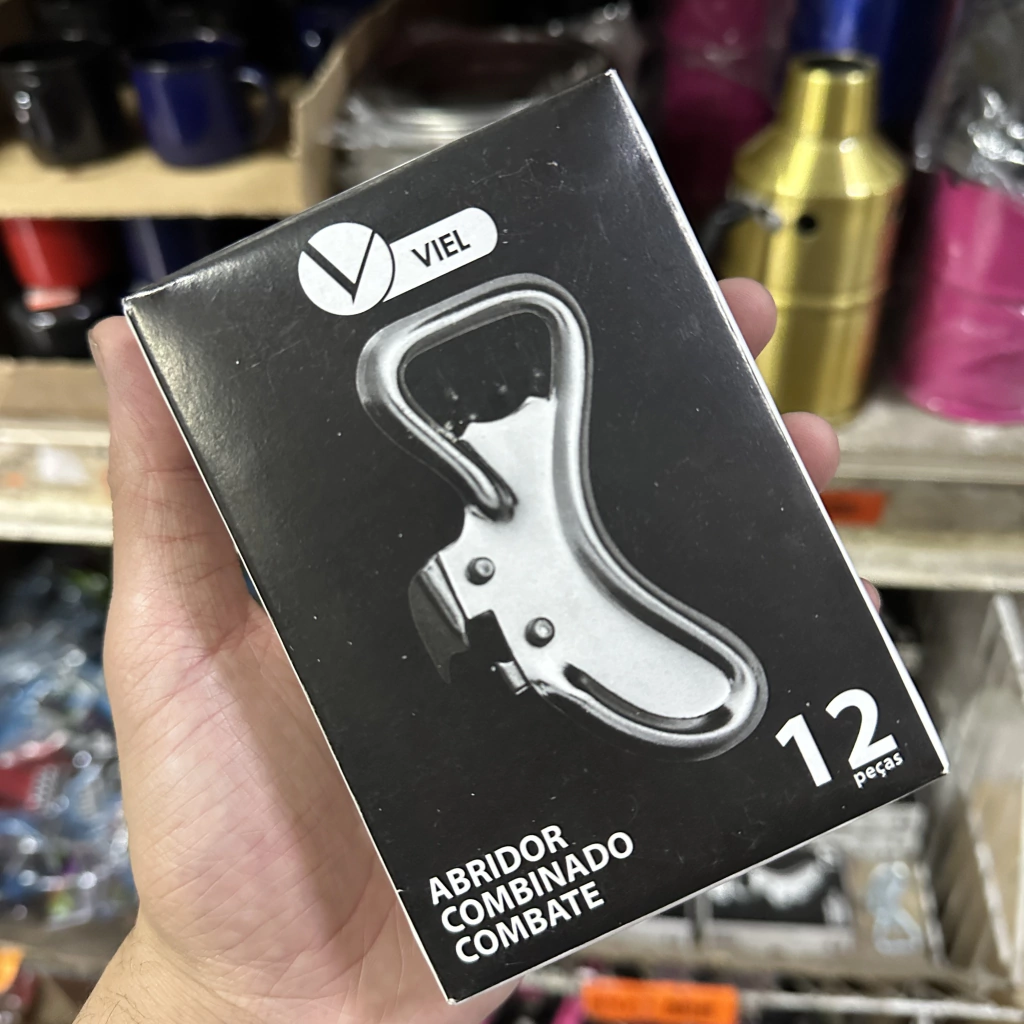 VIEL
12
peças
ABRIDOR
COMBINADO
COMBATE